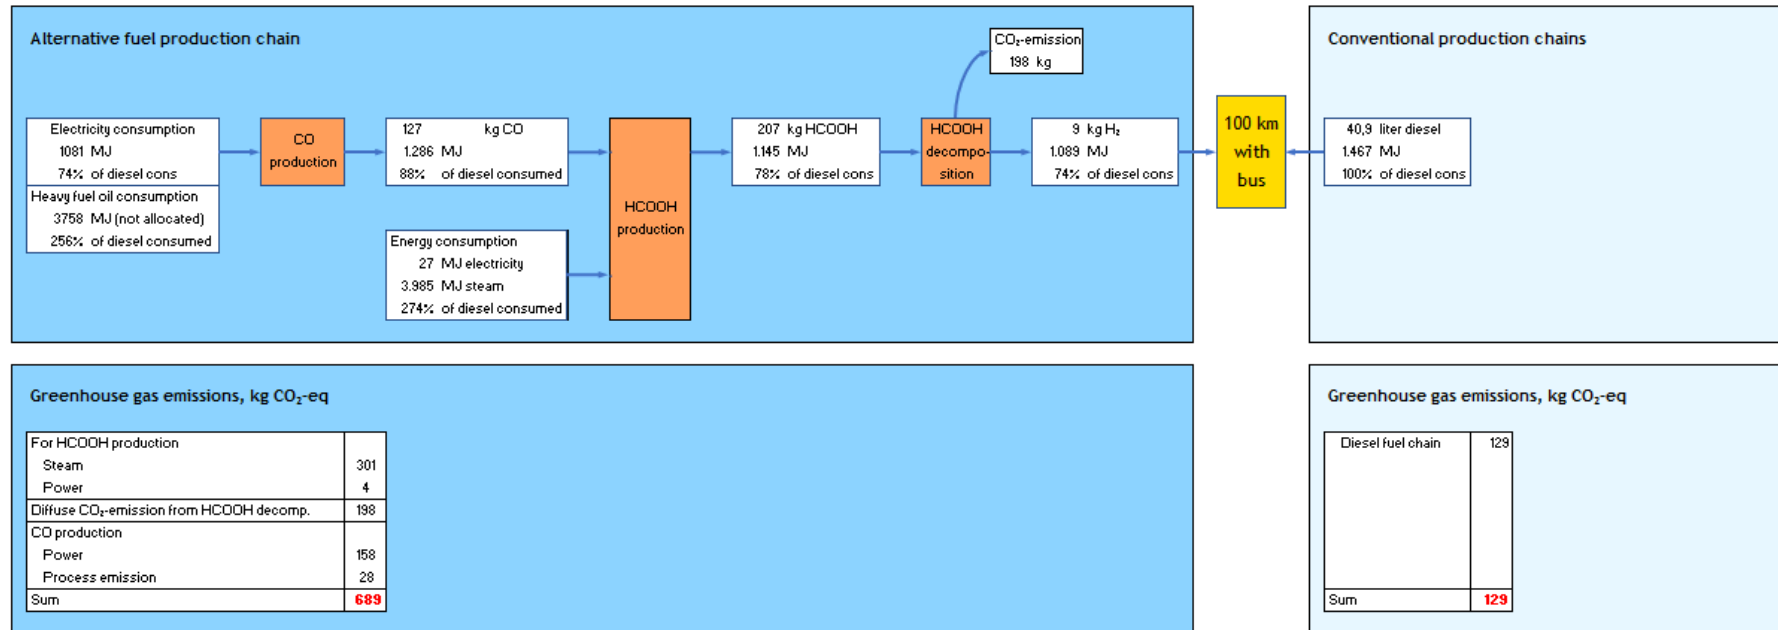 Alternative fuel production chain
CO₂-emission
198 kg
Electricity consumption
1081 MJ
74% of diesel cons
Heavy fuel oil consumption
3758 MJ (not allocated)
256% of diesel consumed
CO
production
127 kg CO
1.286 MJ
88% of diesel consumed
Energy consumption
27 MJ electricity
3.985 MJ steam
274% of diesel consumed
HCOOH
production
207 kg HCOOH
1.145 MJ
78% of diesel cons
HCOOH
decompo-
sition
9 kg H₂
1.089 MJ
74% of diesel cons
100 km
with
bus
Conventional production chains
40,9 liter diesel
1.467 MJ
100% of diesel cons
Greenhouse gas emissions, kg CO₂-eq
For HCOOH production
Steam 301
Power 4
Diffuse CO₂-emission from HCOOH decomp. 198
CO production
Power 158
Process emission 28
Sum 689
Greenhouse gas emissions, kg CO₂-eq
Diesel fuel chain 129
Sum 129